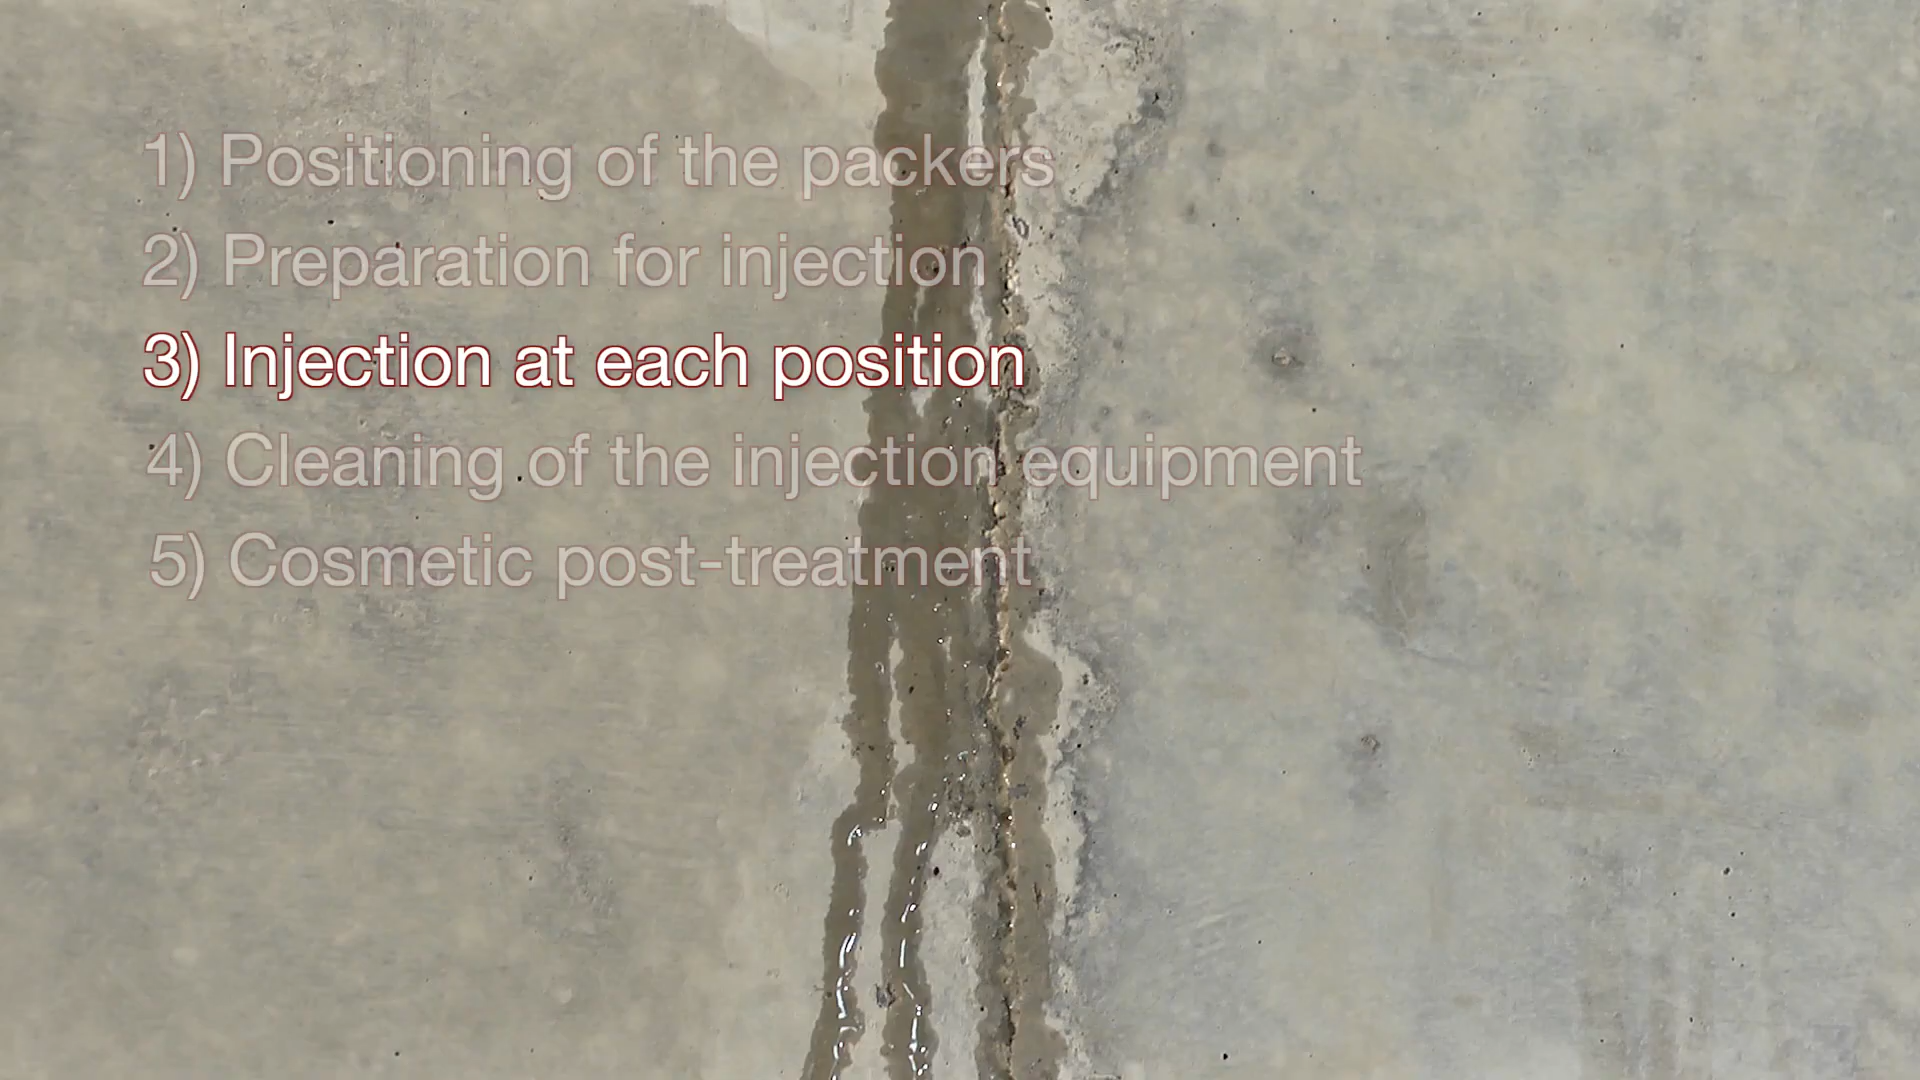 1) Positioning of the packers
2) Preparation for injection
3) Injection at each position
4) Cleaning of the injection equipment
5) Cosmetic post-treatment